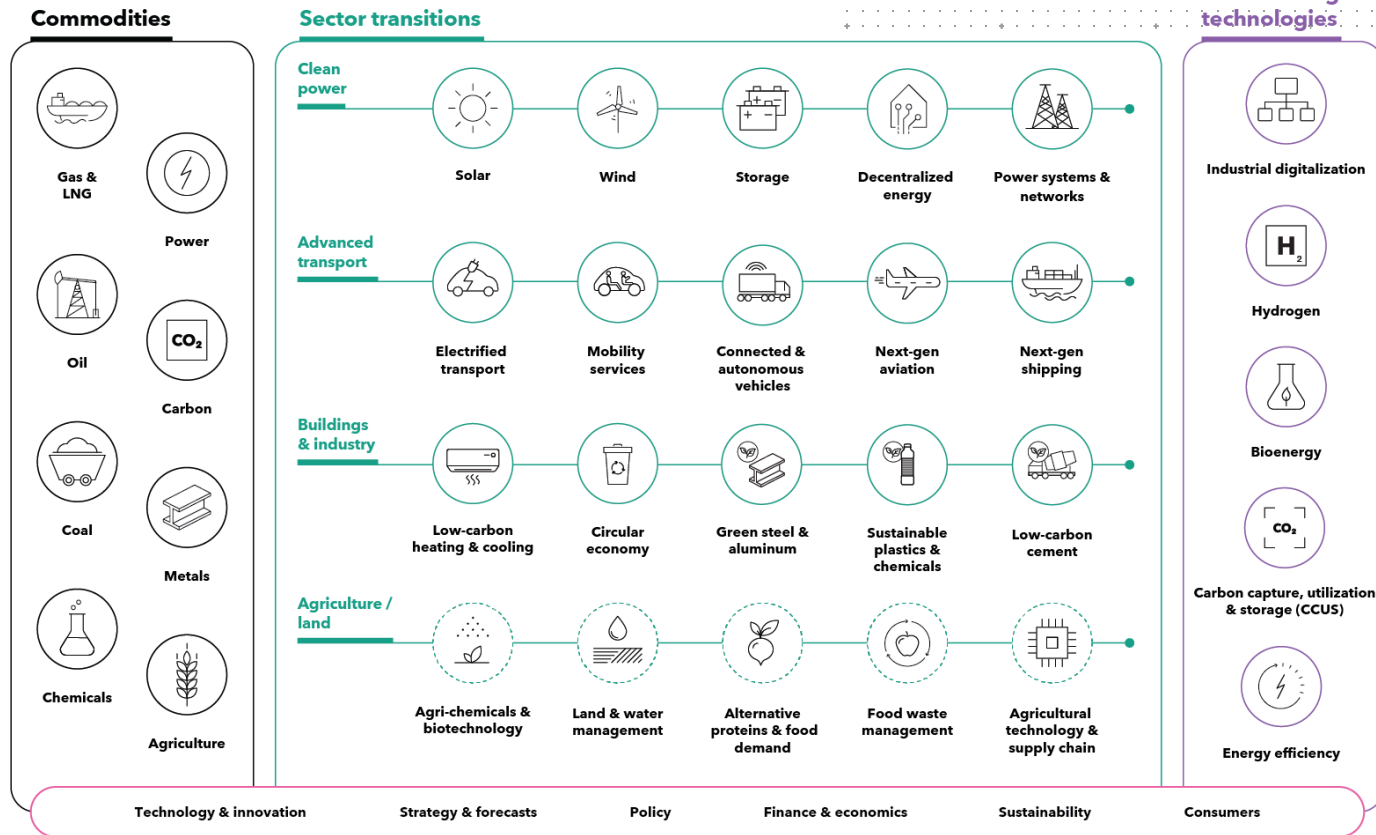 Commodities
Gas &
LNG
Power
Oil
CO₂
Carbon
Coal
Metals
Chemicals
Agriculture
Sector transitions
Clean
power
Solar
Wind
Storage
Decentralized
energy
Power systems &
networks
Advanced
transport
Electrified
transport
Mobility
services
Connected &
autonomous
vehicles
Next-gen
aviation
Next-gen
shipping
Buildings
& industry
Low-carbon
heating & cooling
Circular
economy
Green steel &
aluminum
Sustainable
plastics &
chemicals
Low-carbon
cement
Agriculture /
land
Agri-chemicals &
biotechnology
Land & water
management
Alternative
proteins & food
demand
Food waste
management
Agricultural
technology &
supply chain
technologies
Industrial digitalization
H₂
Hydrogen
Bioenergy
CO₂
Carbon capture, utilization
& storage (CCUS)
Energy efficiency
Technology & innovation
Strategy & forecasts
Policy
Finance & economics
Sustainability
Consumers